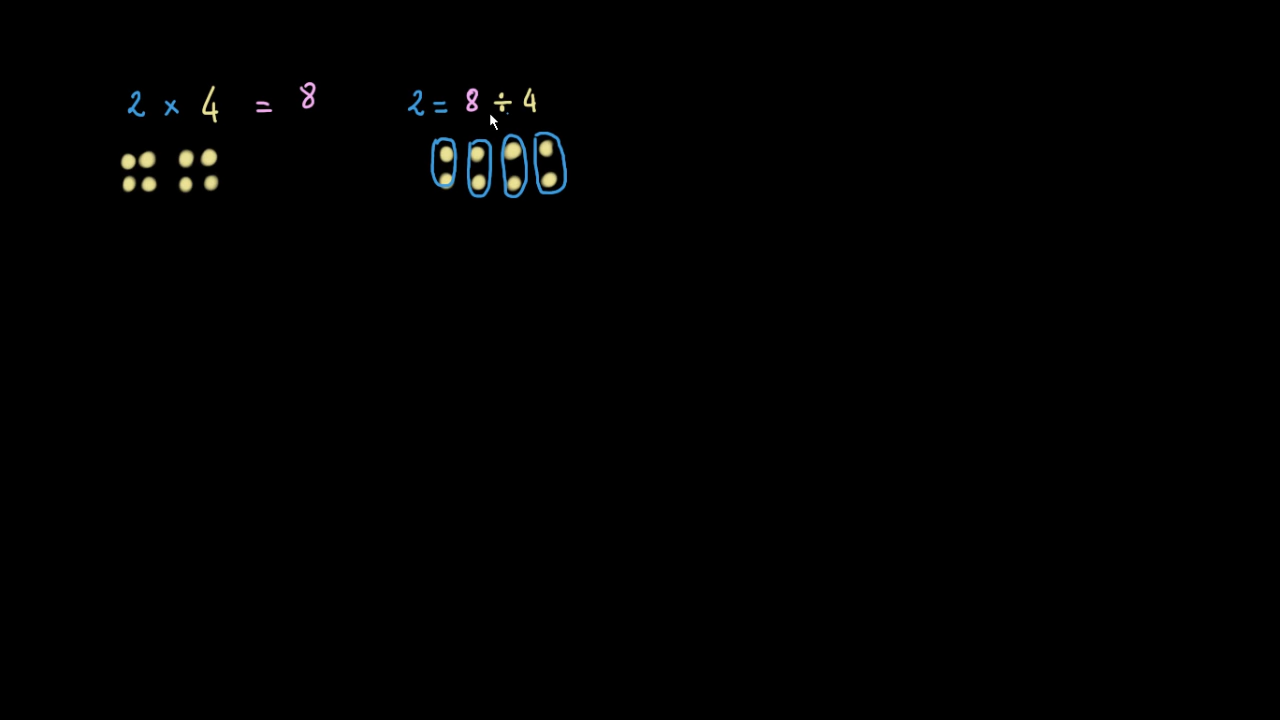 2 × 4 = 8
2 = 8 ÷ 4